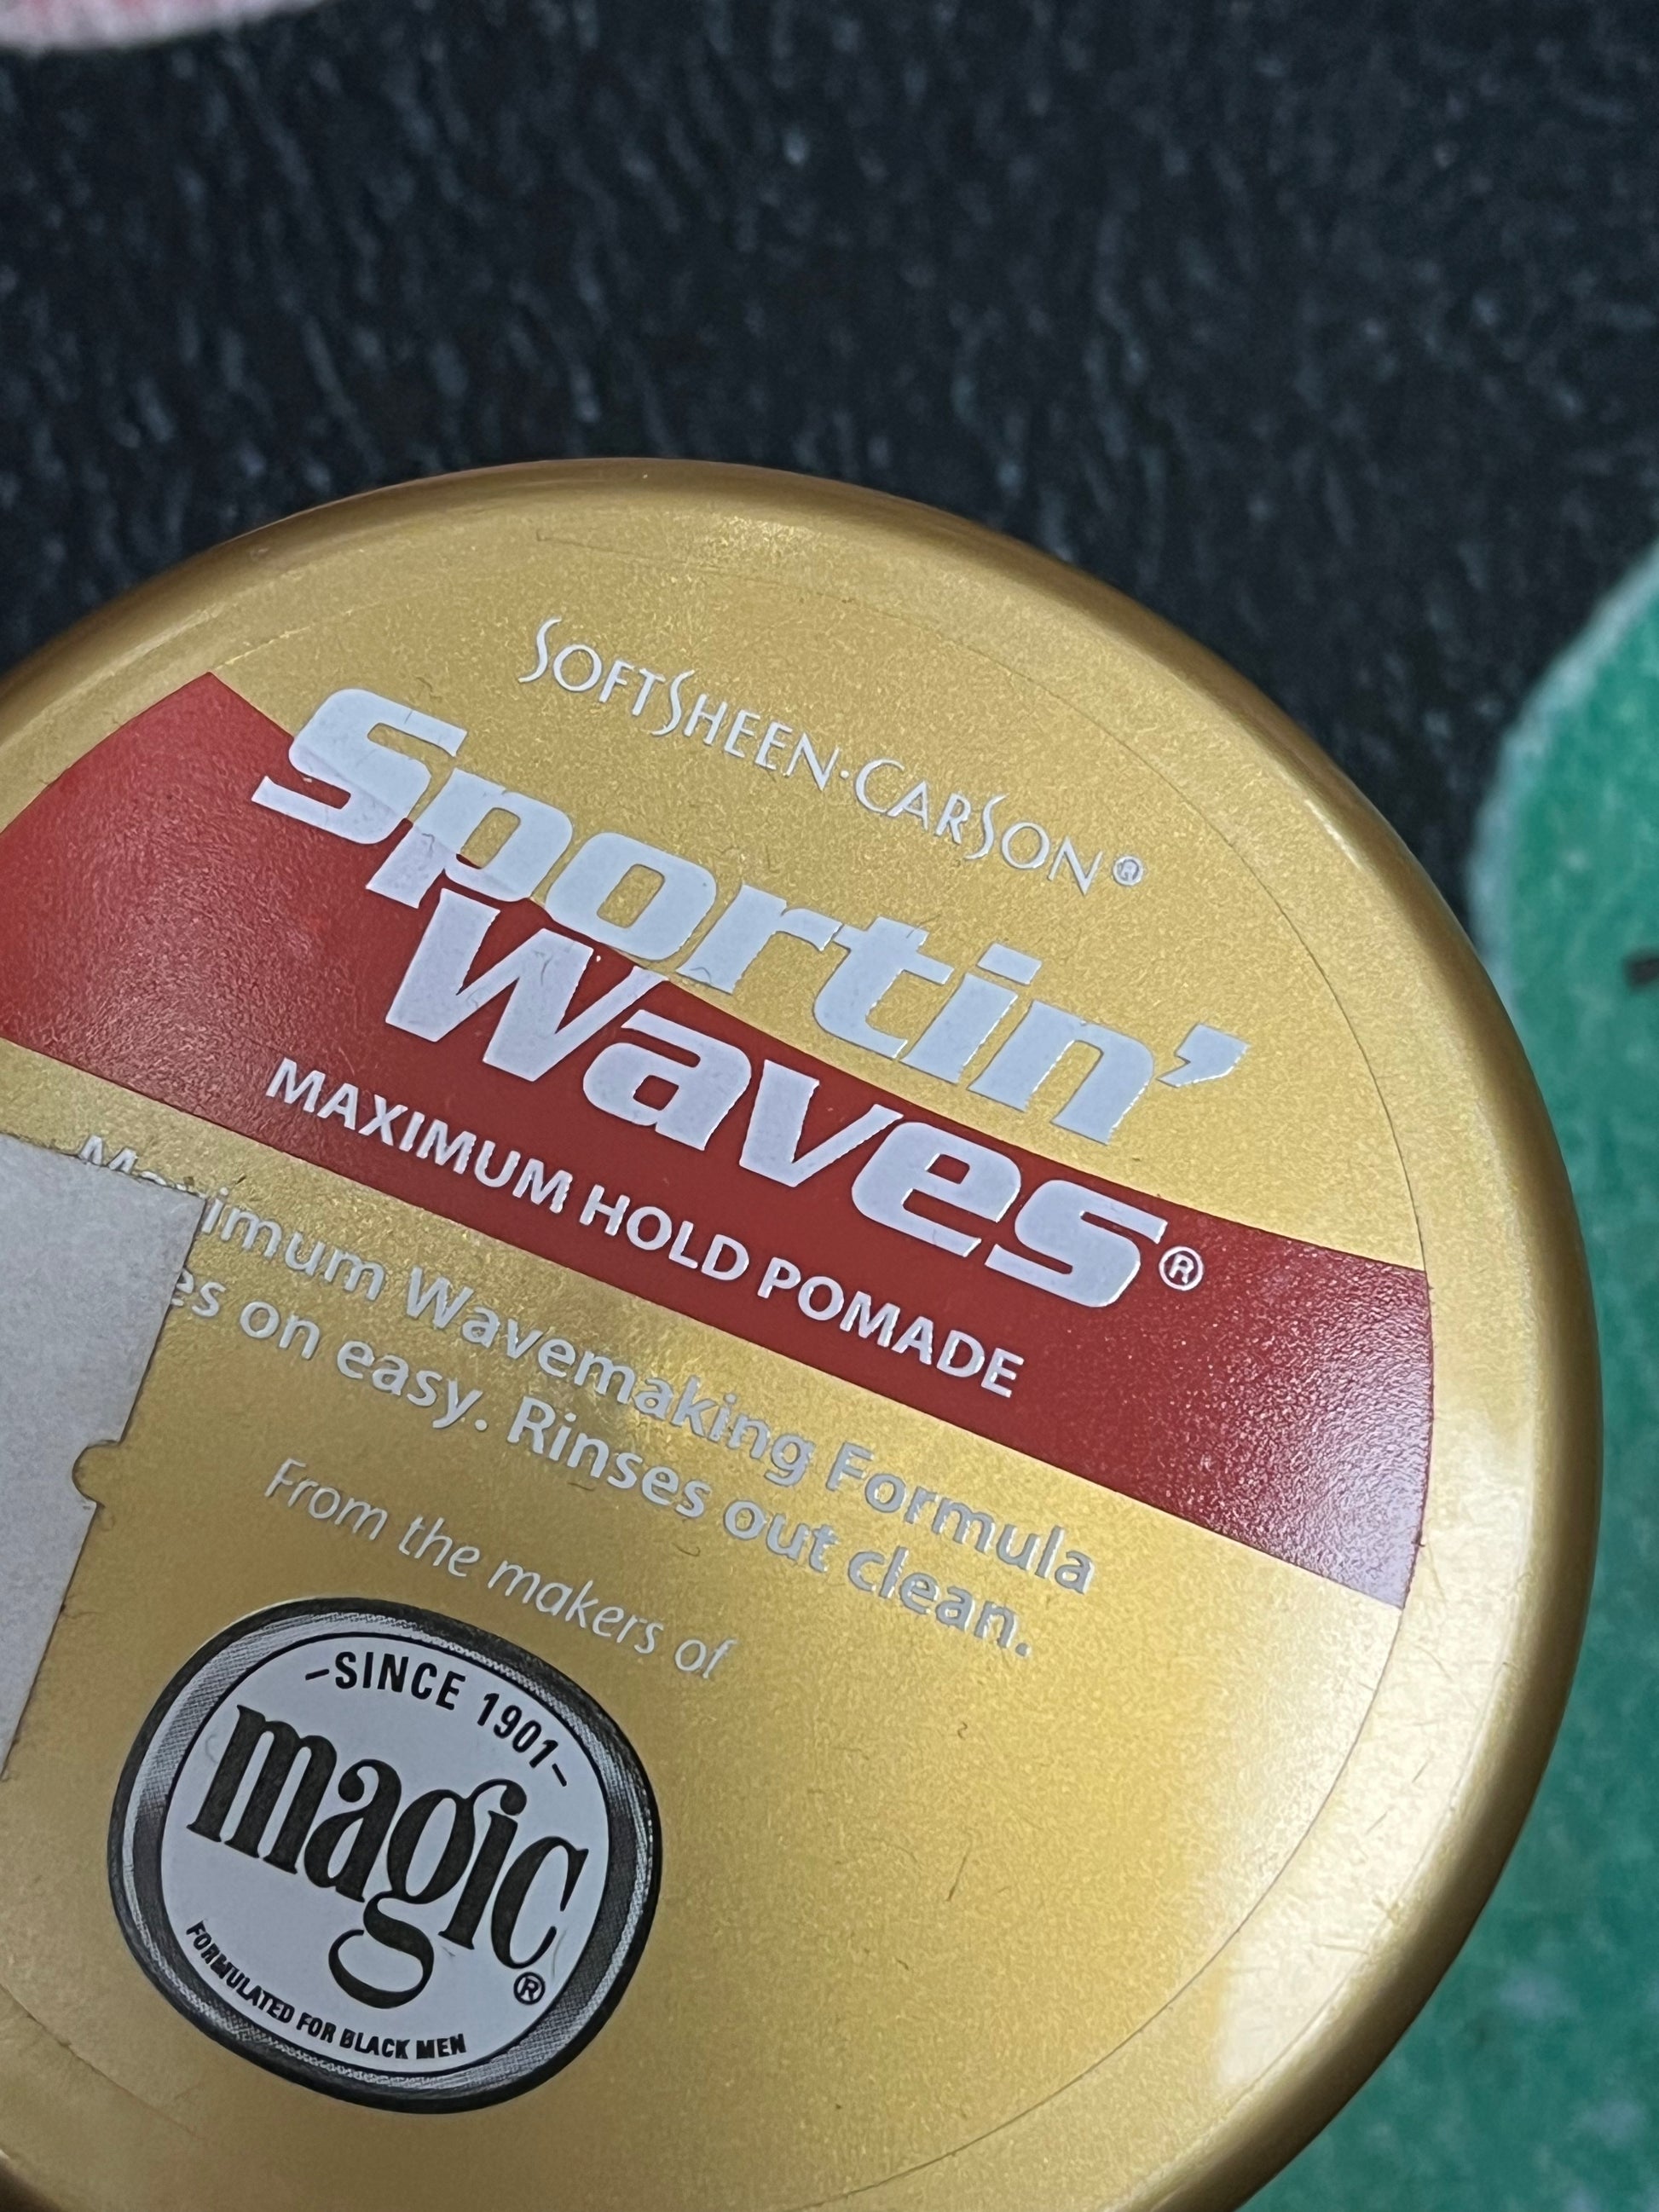 SOFTSHEEN·CARSON®
Sportin'
Waves®
MAXIMUM HOLD POMADE
Maximum Wavemaking Formula
on easy. Rinses out clean.
From the makers of
-SINCE 1901-
magic®
FORMULATED FOR BLACK MEN